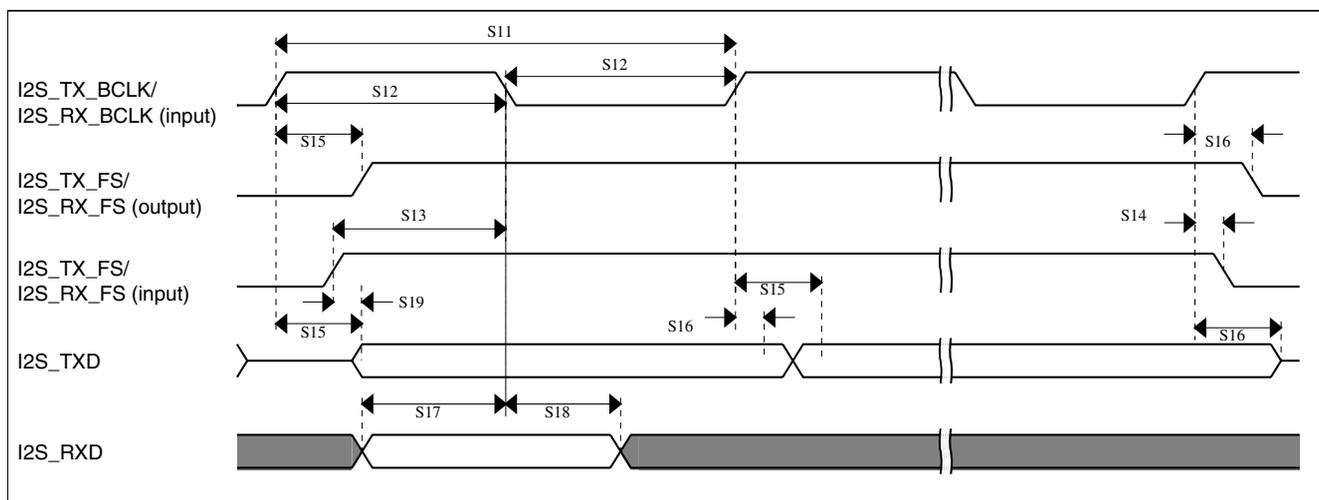 S11
I2S_TX_BCLK/
I2S_RX_BCLK (input)
S12
S12
S15
S16
I2S_TX_FS/
I2S_RX_FS (output)
S13
S14
I2S_TX_FS/
I2S_RX_FS (input)
S19
S15
S15
S16
S16
I2S_TXD
S17
S18
I2S_RXD